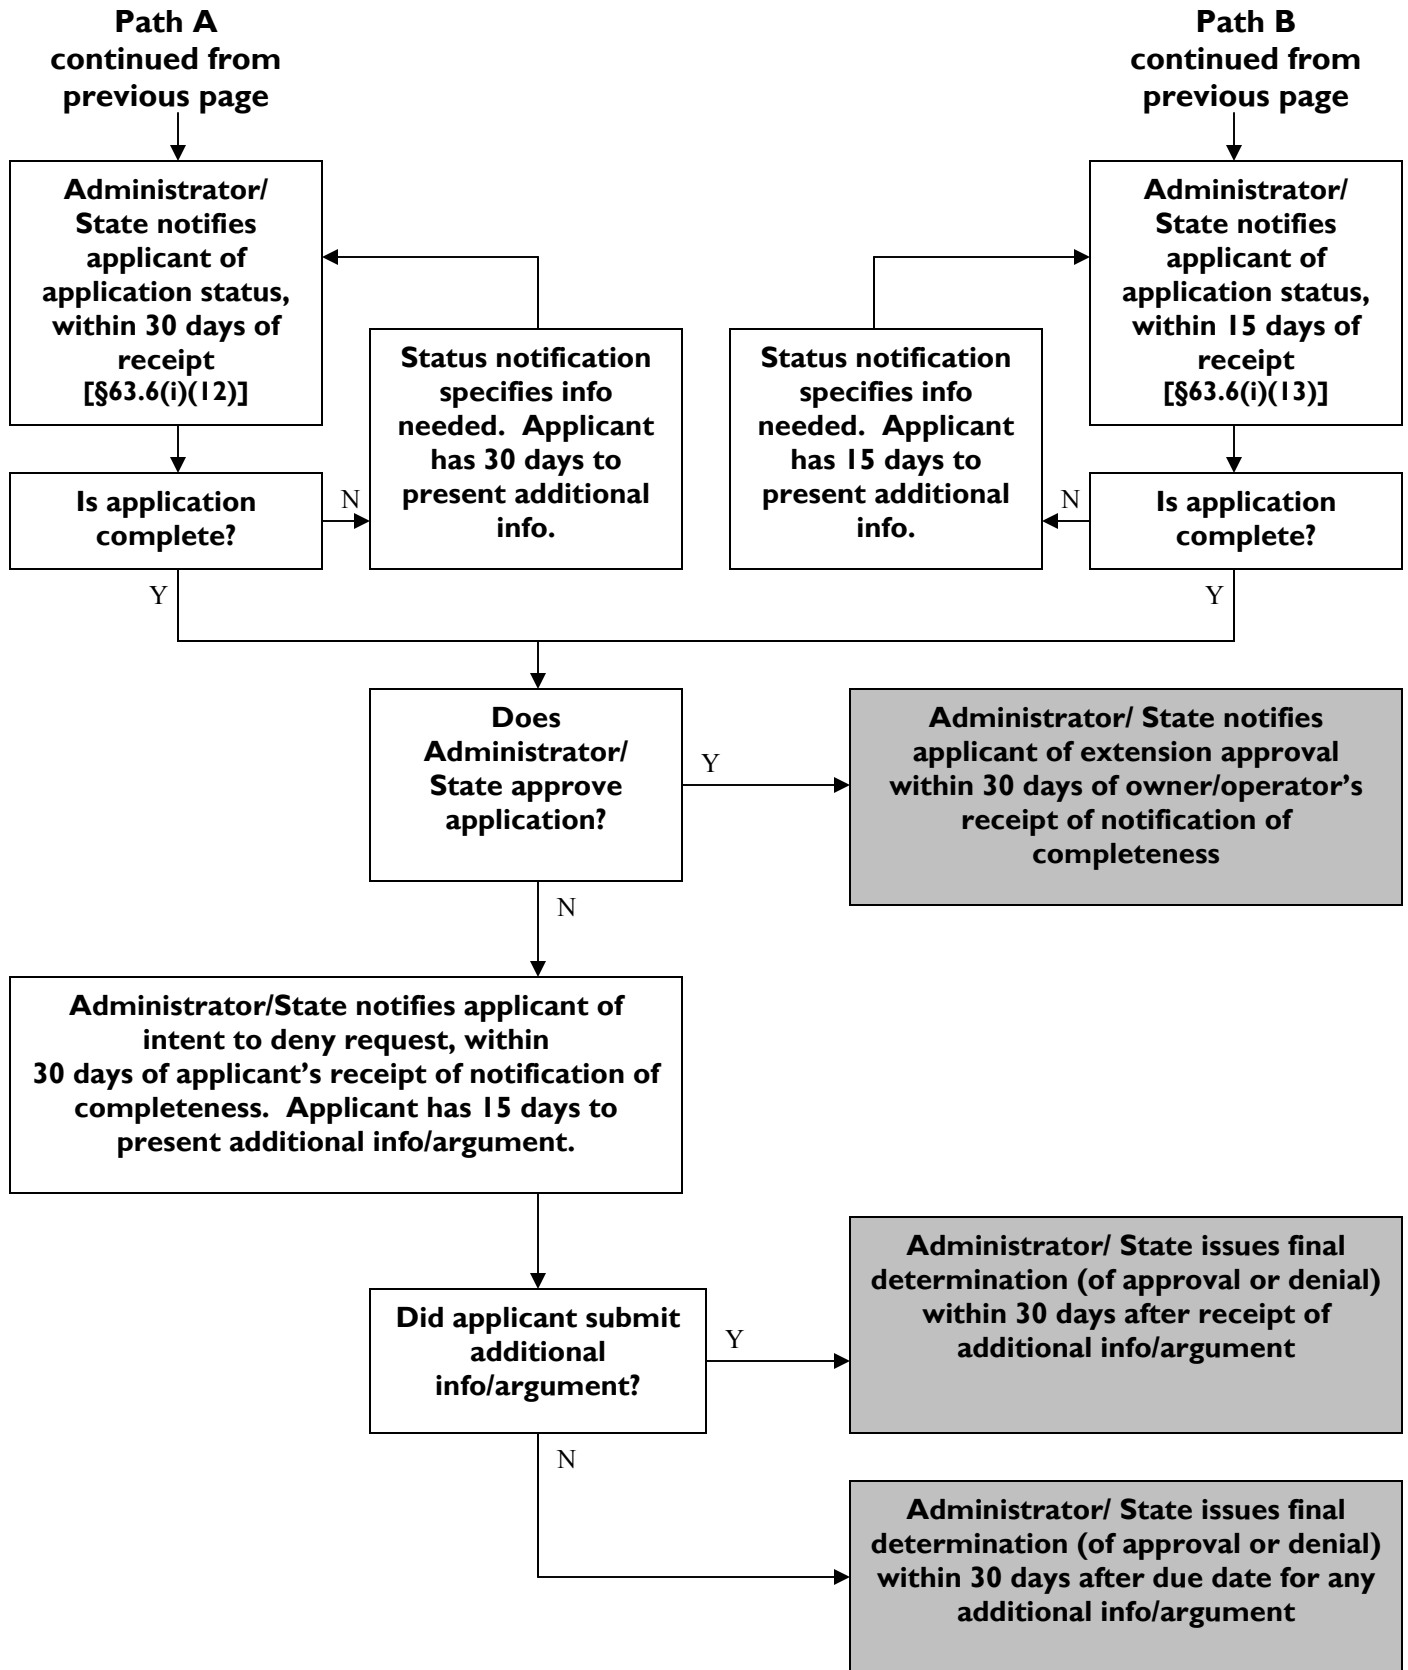 Path A
continued from
previous page
Path B
continued from
previous page
Administrator/
State notifies
applicant of
application status,
within 30 days of
receipt
[§63.6(i)(12)]
Status notification
specifies info
needed.  Applicant
has 30 days to
present additional
info.
Status notification
specifies info
needed.  Applicant
has 15 days to
present additional
info.
Administrator/
State notifies
applicant of
application status,
within 15 days of
receipt
[§63.6(i)(13)]
Is application
complete?
N
N
Is application
complete?
Y
Y
Does
Administrator/
State approve
application?
Y
Administrator/ State notifies
applicant of extension approval
within 30 days of owner/operator’s
receipt of notification of
completeness
N
Administrator/State notifies applicant of
intent to deny request, within
30 days of applicant’s receipt of notification of
completeness.  Applicant has 15 days to
present additional info/argument.
Did applicant submit
additional
info/argument?
Y
Administrator/ State issues final
determination (of approval or denial)
within 30 days after receipt of
additional info/argument
N
Administrator/ State issues final
determination (of approval or denial)
within 30 days after due date for any
additional info/argument